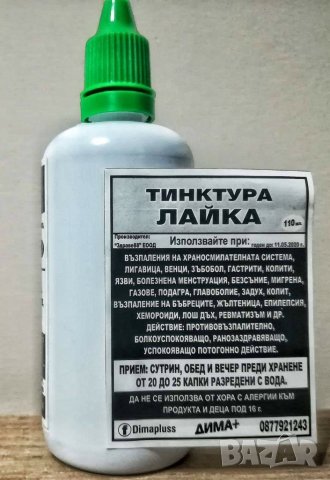 ТИНКТУРА
ЛАЙКА
110 мл.
Производител:
"Здраве88" ЕООД
Използвайте при:
годен до: 11.05.2020 г.
ВЪЗПАЛЕНИЯ НА ХРАНОСМИЛАТЕЛНАТА СИСТЕМА,
ЛИГАВИЦА, ВЕНЦИ, ЗЪБОБОЛ, ГАСТРИТИ, КОЛИТИ,
ЯЗВИ, БОЛЕЗНЕНА МЕНСТРУАЦИЯ, БЕЗСЪНИЕ, МИГРЕНА,
ГАЗОВЕ, ПОДАГРА, ГЛАВОБОЛИЕ, ЗАДУХ, КОЛИТ,
ВЪЗПАЛЕНИЕ НА БЪБРЕЦИТЕ, ЖЪЛТЕНИЦА, ЕПИЛЕПСИЯ,
ХЕМОРОИДИ, ЛОШ ДЪХ, РЕВМАТИЗЪМ И ДР.
ДЕЙСТВИЕ: ПРОТИВОВЪЗПАЛИТЕЛНО,
БОЛКОУСПОКОЯВАЩО, РАНОЗАЗДРАВЯВАЩО,
УСПОКОЯВАЩО ПОТОГОННО ДЕЙСТВИЕ.
ПРИЕМ: СУТРИН, ОБЕД И ВЕЧЕР ПРЕДИ ХРАНЕНЕ
ОТ 20 ДО 25 КАПКИ РАЗРЕДЕНИ С ВОДА.
ДА НЕ СЕ ИЗПОЛЗВА ОТ ХОРА С АЛЕРГИИ КЪМ
ПРОДУКТА И ДЕЦА ПОД 16 г.
Dimapluss ДИМА+ 0877921243
BAZAR